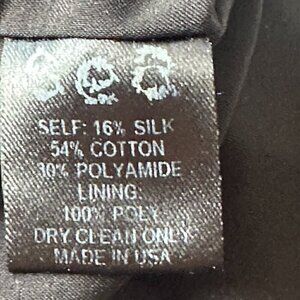 SELF: 16% SILK
54% COTTON
30% POLYAMIDE
LINING:
100% POLY
DRY CLEAN ONLY
MADE IN USA